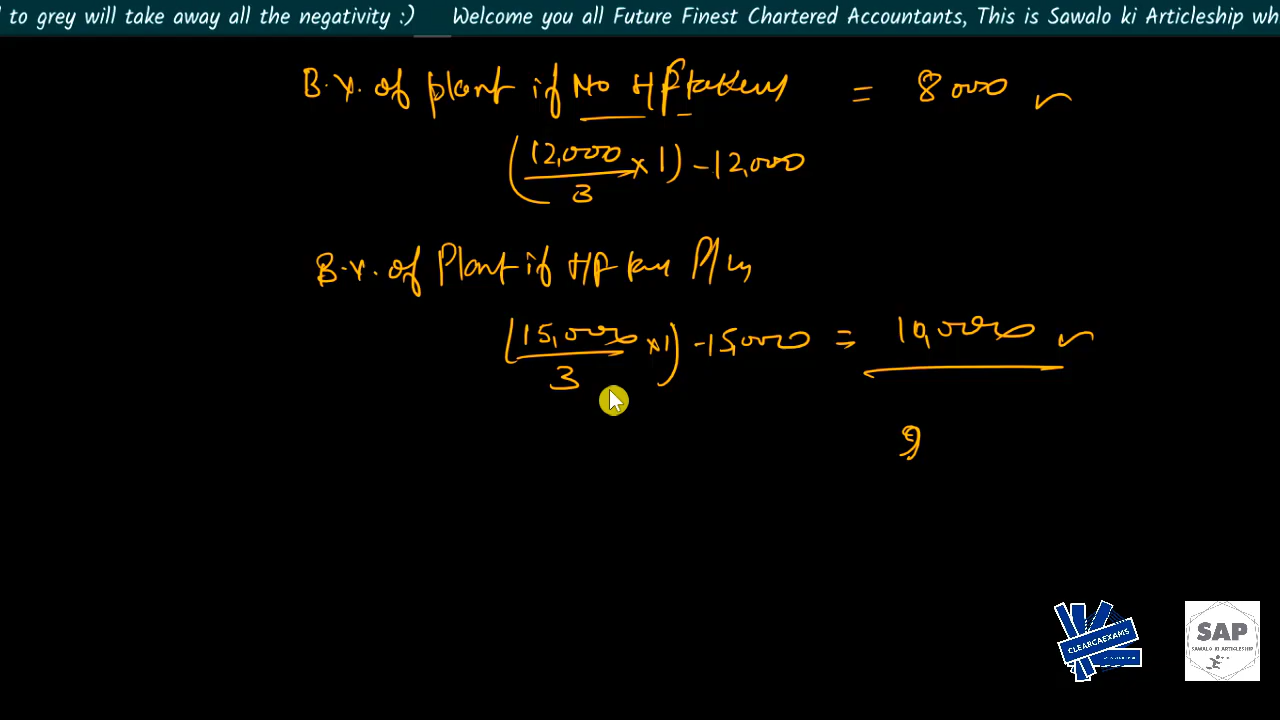 l to grey will take away all the negativity :) Welcome you all Future Finest Chartered Accountants, This is Sawalo ki Articleship wh
B.V. of plant if No HP taken = 8000
(12,000/3 × 1) - 12,000
B.V. of Plant if HP
(15,000/3 × 1) - 15,000 = 10,000
9
CLEARCAEXAMS
SAP
SAWALO KI ARTICLESHIP